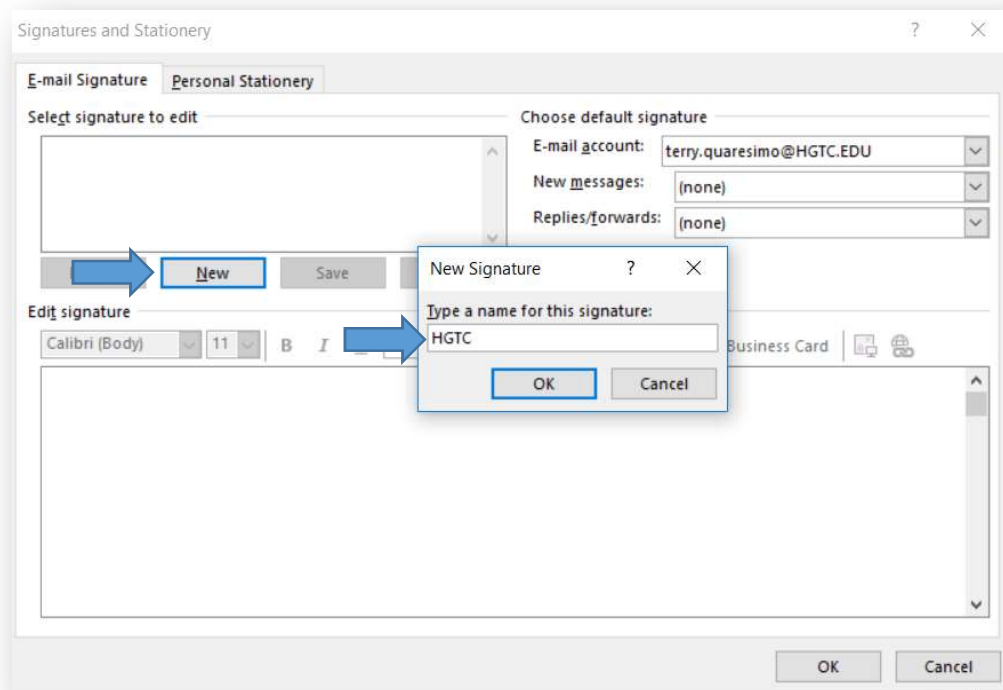 Signatures and Stationery
E-mail Signature Personal Stationery
Select signature to edit
Choose default signature
E-mail account: terry.quaresimo@HGTC.EDU
New messages: (none)
Replies/forwards: (none)
New Save
New Signature
Type a name for this signature:
HGTC
OK Cancel
Edit signature
Calibri (Body) 11 B I
Business Card
OK Cancel